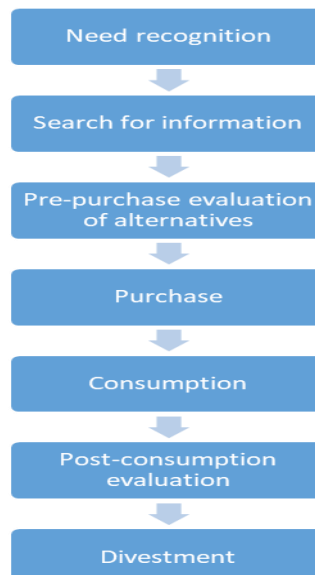 Need recognition
Search for information
Pre-purchase evaluation
of alternatives
Purchase
Consumption
Post-consumption
evaluation
Divestment